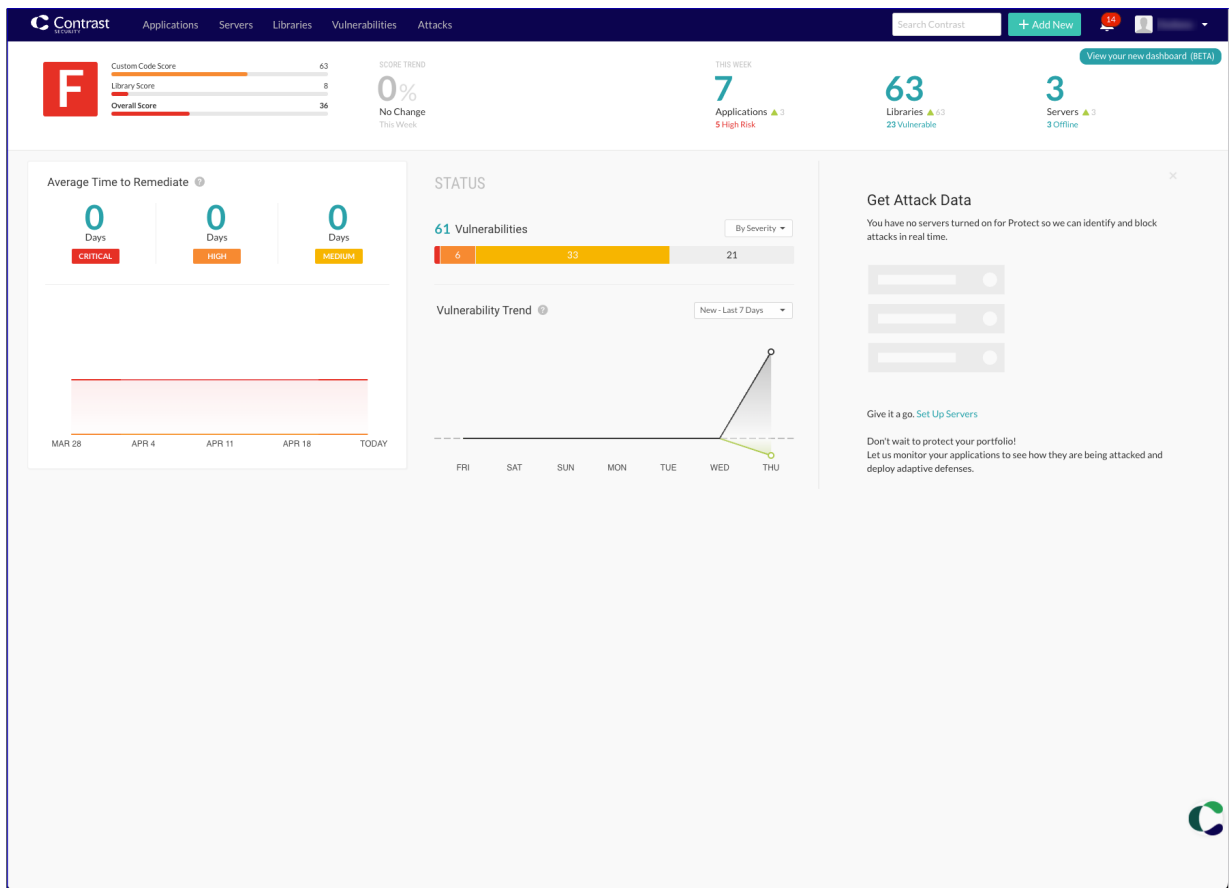 Contrast
SECURITY
Applications Servers Libraries Vulnerabilities Attacks
Search Contrast
+ Add New
14
View your new dashboard (BETA)
F
Custom Code Score 63
Library Score 8
Overall Score 36
SCORE TREND
0%
No Change
This Week
THIS WEEK
7
Applications ▲ 3
5 High Risk
63
Libraries ▲ 63
23 Vulnerable
3
Servers ▲ 3
3 Offline
Average Time to Remediate ?
0 0 0
Days Days Days
CRITICAL HIGH MEDIUM
MAR 28 APR 4 APR 11 APR 18 TODAY
STATUS
61 Vulnerabilities
By Severity
6 33 21
Vulnerability Trend ?
New - Last 7 Days
FRI SAT SUN MON TUE WED THU
×
Get Attack Data
You have no servers turned on for Protect so we can identify and block
attacks in real time.
Give it a go. Set Up Servers
Don't wait to protect your portfolio!
Let us monitor your applications to see how they are being attacked and
deploy adaptive defenses.